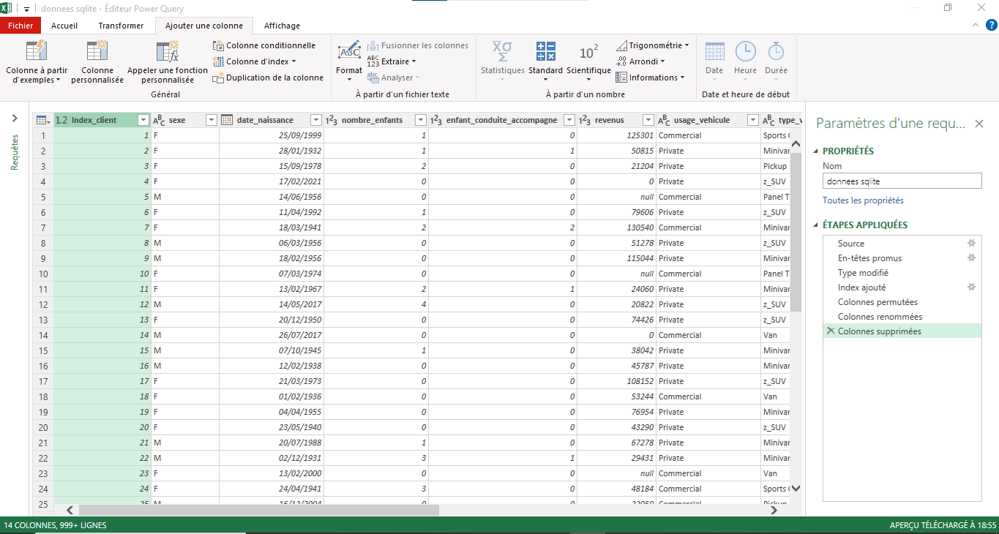 donnees sqlite - Éditeur Power Query
Fichier Accueil Transformer Ajouter une colonne Affichage
Colonne à partir d'exemples
Colonne personnalisée
Appeler une fonction personnalisée
Colonne conditionnelle
Colonne d'index
Duplication de la colonne
Général
Format
Fusionner les colonnes
Extraire
Analyser
À partir d'un fichier texte
Statistiques
Standard
Scientifique
Trigonométrie
Arrondi
Informations
À partir d'un nombre
Date
Heure
Durée
Date et heure de début
Requêtes
1.2 Index_client ABC sexe date_naissance 123 nombre_enfants 123 enfant_conduite_accompagne 123 revenus ABC usage_vehicule ABC type_v
1 1 F 25/09/1999 1 0 125301 Commercial Sports C
2 2 F 28/01/1932 1 1 50815 Private Minivan
3 3 F 15/09/1978 2 0 21204 Private Pickup
4 4 F 17/02/2021 0 0 0 Private z_SUV
5 5 M 14/06/1956 0 0 null Commercial Panel T
6 6 F 11/04/1992 1 0 79606 Private z_SUV
7 7 F 18/03/1941 2 2 130540 Commercial Minivar
8 8 M 06/03/1956 0 0 51278 Private z_SUV
9 9 M 18/02/1956 0 0 115044 Private Minivar
10 10 F 07/03/1974 0 0 null Commercial Panel T
11 11 F 13/02/1967 2 1 24060 Private Minivar
12 12 M 14/05/2017 4 0 20822 Private z_SUV
13 13 F 20/12/1950 0 0 74426 Private z_SUV
14 14 M 26/07/2017 0 0 0 Commercial Van
15 15 M 07/10/1945 1 0 38042 Private Minivar
16 16 M 12/02/1938 0 0 45787 Private Minivar
17 17 F 21/03/1973 0 0 108152 Private z_SUV
18 18 F 01/02/1936 0 0 53244 Commercial Van
19 19 F 04/04/1955 0 0 76954 Private Minivar
20 20 F 23/05/1940 0 0 43290 Private z_SUV
21 21 M 20/07/1988 1 0 67278 Private Minivar
22 22 M 02/12/1931 3 1 29431 Private Minivar
23 23 F 13/02/2000 0 0 null Commercial Van
24 24 F 24/04/1941 3 0 48184 Commercial Sports C
25 25 M 16/12/2004 0 0 22050 Commercial Pickup
Paramètres d'une requ...
PROPRIÉTÉS
Nom
donnees sqlite
Toutes les propriétés
ÉTAPES APPLIQUÉES
Source
En-têtes promus
Type modifié
Index ajouté
Colonnes permutées
Colonnes renommées
Colonnes supprimées
14 COLONNES, 999+ LIGNES
APERÇU TÉLÉCHARGÉ À 18:55